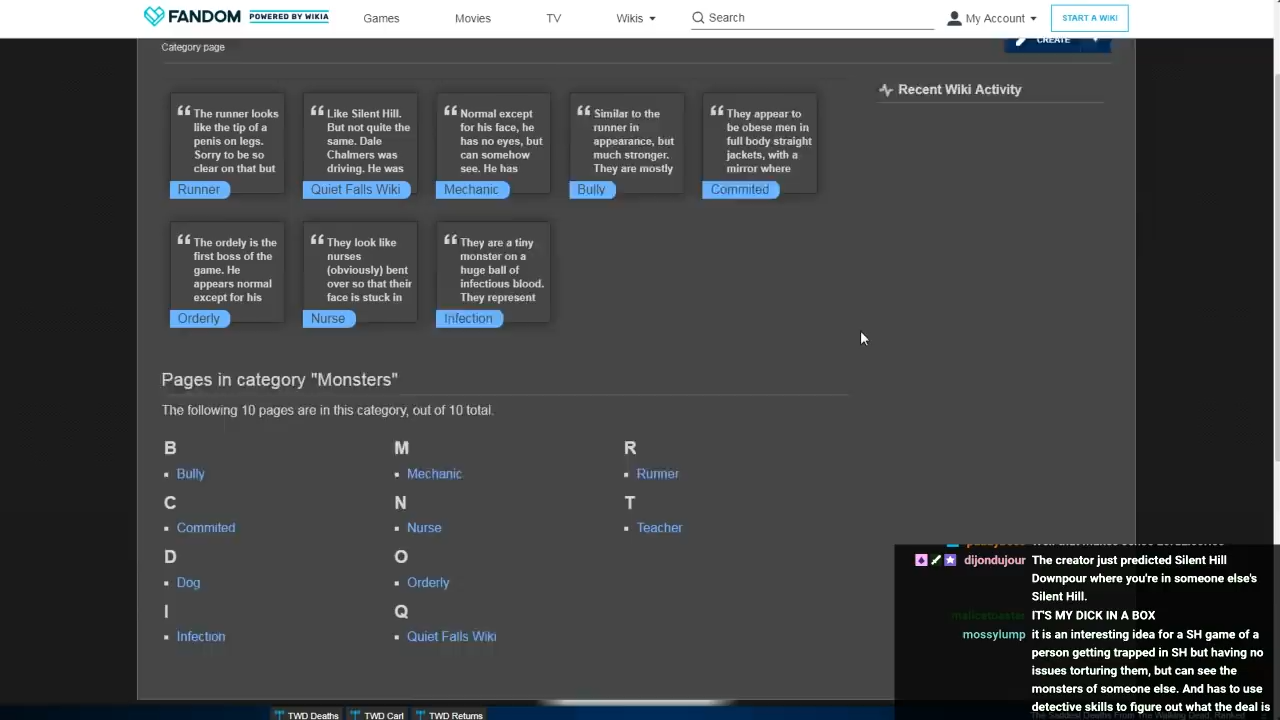 FANDOM POWERED BY WIKIA Games Movies TV Wikis Search My Account START A WIKI
Category page
CREATE
Recent Wiki Activity
The runner looks
like the tip of a
penis on legs.
Sorry to be so
clear on that but
Runner
Like Silent Hill.
But not quite the
same. Dale
Chalmers was
driving. He was
Quiet Falls Wiki
Normal except
for his face, he
has no eyes, but
can somehow
see. He has
Mechanic
Similar to the
runner in
appearance, but
much stronger.
They are mostly
Bully
They appear to
be obese men in
full body straight
jackets, with a
mirror where
Commited
The ordely is the
first boss of the
game. He
appears normal
except for his
Orderly
They look like
nurses
(obviously) bent
over so that their
face is stuck in
Nurse
They are a tiny
monster on a
huge ball of
infectious blood.
They represent
Infection
Pages in category "Monsters"
The following 10 pages are in this category, out of 10 total.
B
Bully
C
Commited
D
Dog
I
Infection
M
Mechanic
N
Nurse
O
Orderly
Q
Quiet Falls Wiki
R
Runner
T
Teacher
dijondujour The creator just predicted Silent Hill
Downpour where you're in someone else's
Silent Hill.
IT'S MY DICK IN A BOX
mossylump it is an interesting idea for a SH game of a
person getting trapped in SH but having no
issues torturing them, but can see the
monsters of someone else. And has to use
detective skills to figure out what the deal is
TWD Deaths TWD Carl TWD Returns